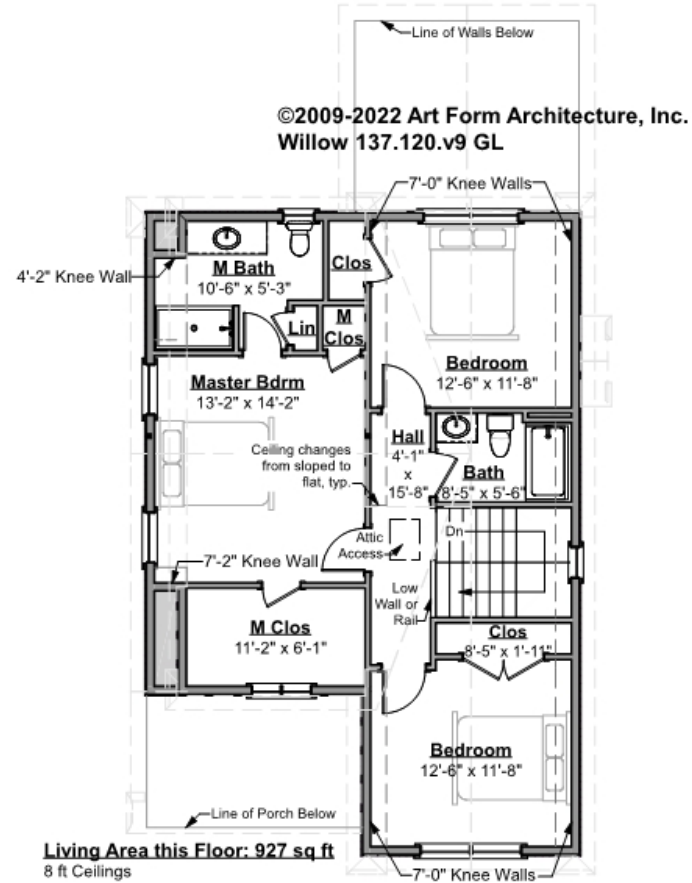 Line of Walls Below
©2009-2022 Art Form Architecture, Inc.
Willow 137.120.v9 GL
7'-0" Knee Walls
4'-2" Knee Wall
M Bath
10'-6" x 5'-3"
Clos
Lin
M
Clos
Bedroom
12'-6" x 11'-8"
Master Bdrm
13'-2" x 14'-2"
Hall
4'-1"
x
15'-8"
Ceiling changes
from sloped to
flat, typ.
Bath
8'-5" x 5'-6"
Attic
Access
Dn
7'-2" Knee Wall
Low
Wall or
Rail
M Clos
11'-2" x 6'-1"
Clos
8'-5" x 1'-11"
Bedroom
12'-6" x 11'-8"
Line of Porch Below
Living Area this Floor: 927 sq ft
8 ft Ceilings
7'-0" Knee Walls